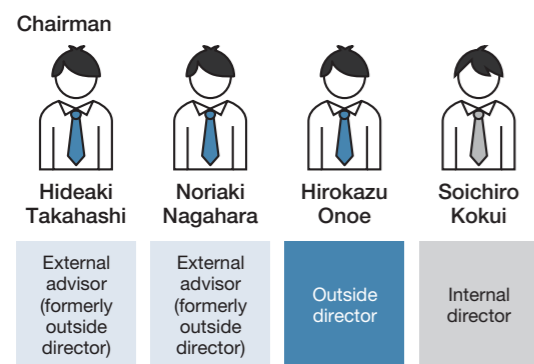 Chairman
Hideaki
Takahashi
Noriaki
Nagahara
Hirokazu
Onoe
Soichiro
Kokui
External
advisor
(formerly
outside
director)
External
advisor
(formerly
outside
director)
Outside
director
Internal
director